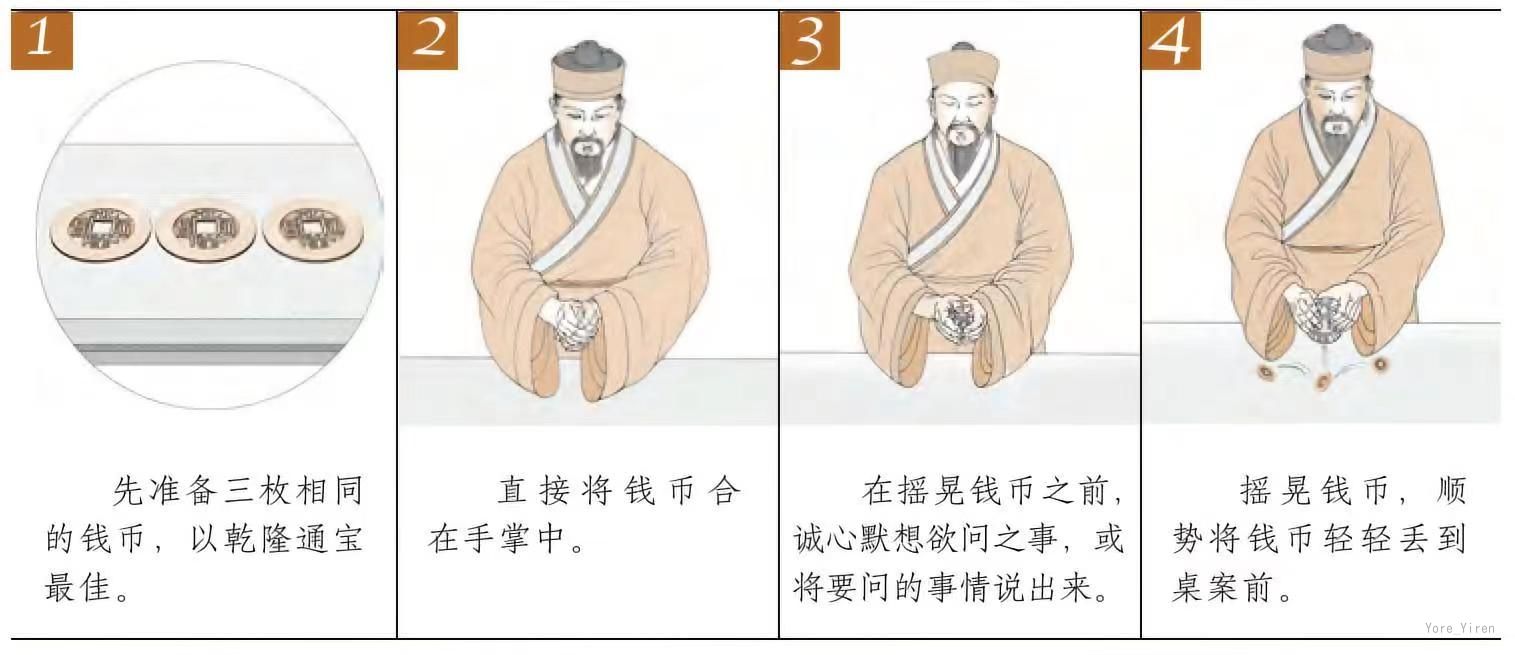 1
先准备三枚相同
的钱币，以乾隆通宝
最佳。
2
直接将钱币合
在手掌中。
3
在摇晃钱币之前，
诚心默想欲问之事，或
将要问的事情说出来。
4
摇晃钱币，顺
势将钱币轻轻丢到
桌案前。
Yore_Yiren